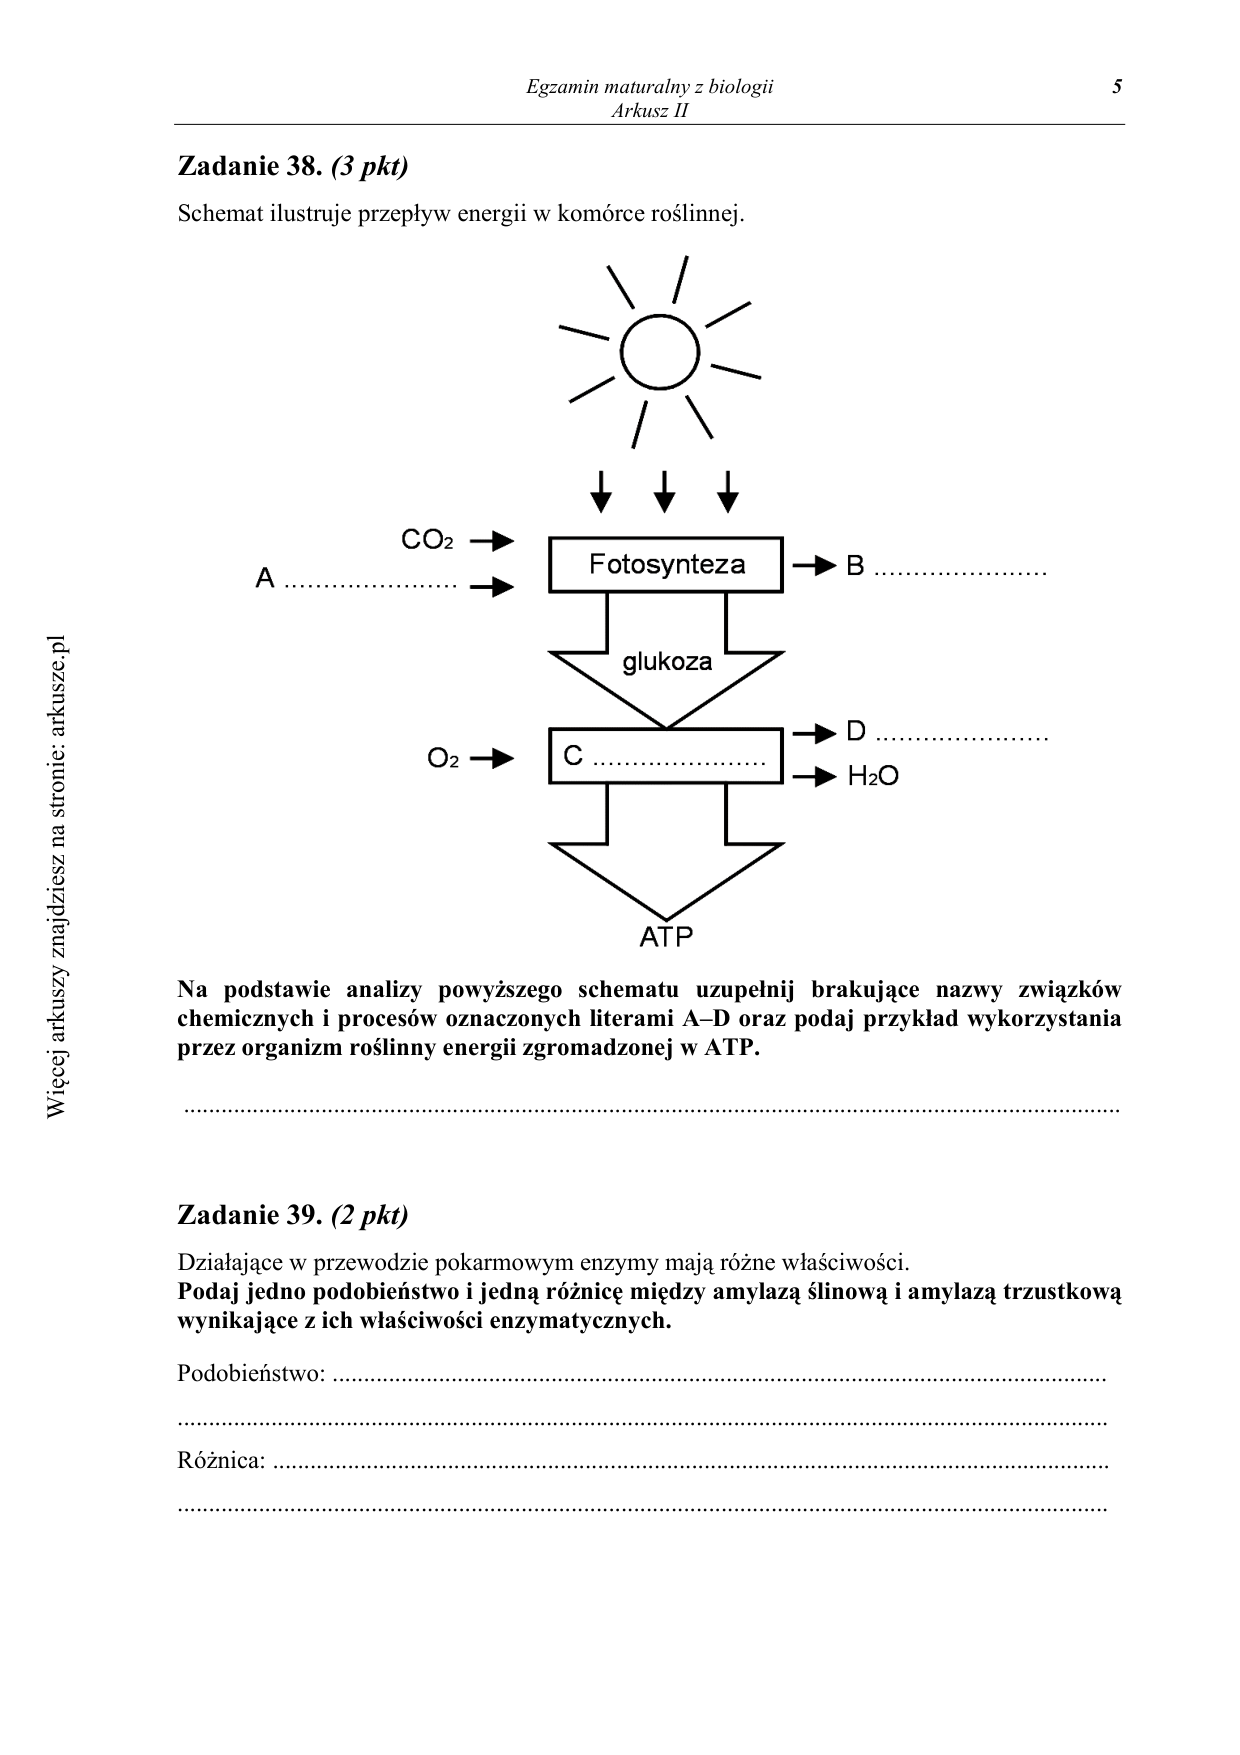 Egzamin maturalny z biologii
Arkusz II
5
Zadanie 38. (3 pkt)
Schemat ilustruje przepływ energii w komórce roślinnej.
CO₂
A ......................
Fotosynteza
B ......................
glukoza
O₂
C ......................
D ......................
H₂O
ATP
Na podstawie analizy powyższego schematu uzupełnij brakujące nazwy związków
chemicznych i procesów oznaczonych literami A–D oraz podaj przykład wykorzystania
przez organizm roślinny energii zgromadzonej w ATP.
......................................................................................................................................................
Zadanie 39. (2 pkt)
Działające w przewodzie pokarmowym enzymy mają różne właściwości.
Podaj jedno podobieństwo i jedną różnicę między amylazą ślinową i amylazą trzustkową
wynikające z ich właściwości enzymatycznych.
Podobieństwo: ............................................................................................................................
.....................................................................................................................................................
Różnica: ......................................................................................................................................
.....................................................................................................................................................
Więcej arkuszy znajdziesz na stronie: arkusze.pl